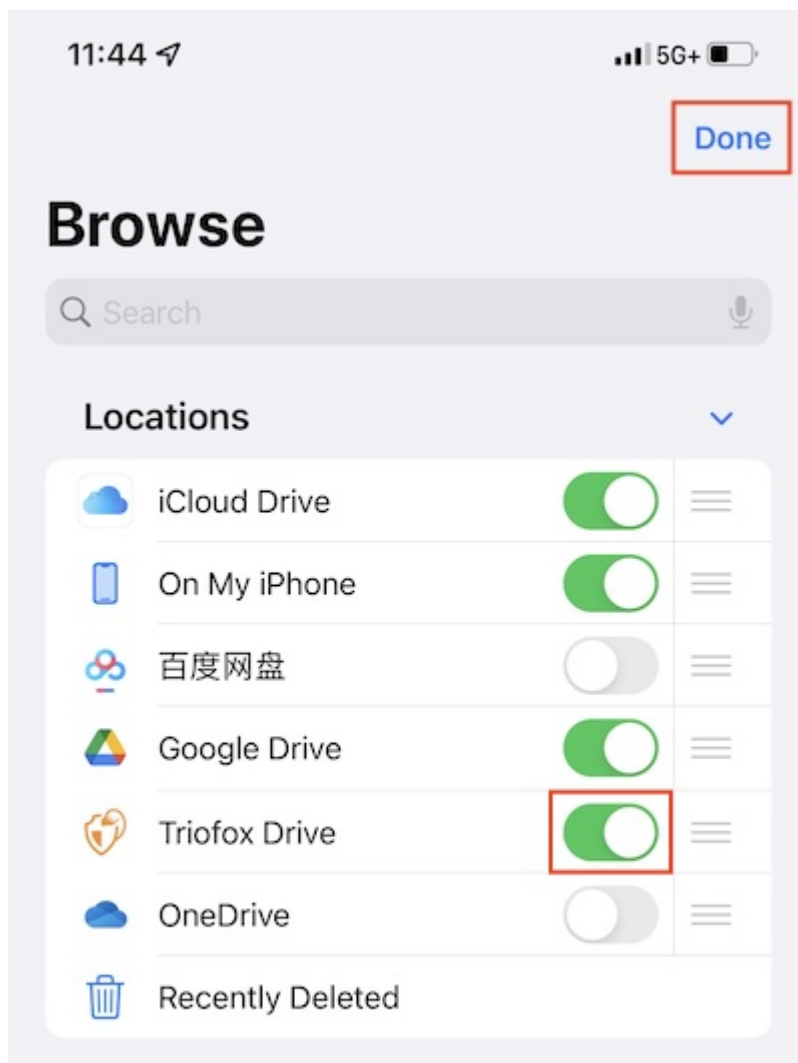 11:44 5G+
Done
Browse
Search
Locations
iCloud Drive
On My iPhone
百度网盘
Google Drive
Triofox Drive
OneDrive
Recently Deleted